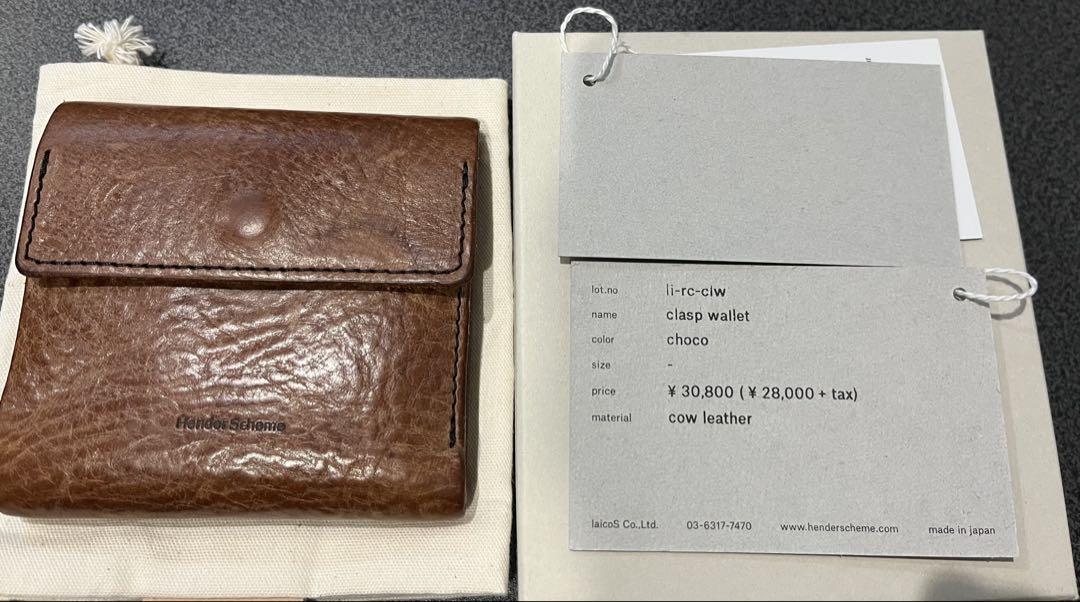 Hender Scheme
lot.no li-rc-clw
name clasp wallet
color choco
size -
price ¥ 30,800 ( ¥ 28,000 + tax)
material cow leather
laicoS Co.,Ltd. 03-6317-7470 www.henderscheme.com made in japan